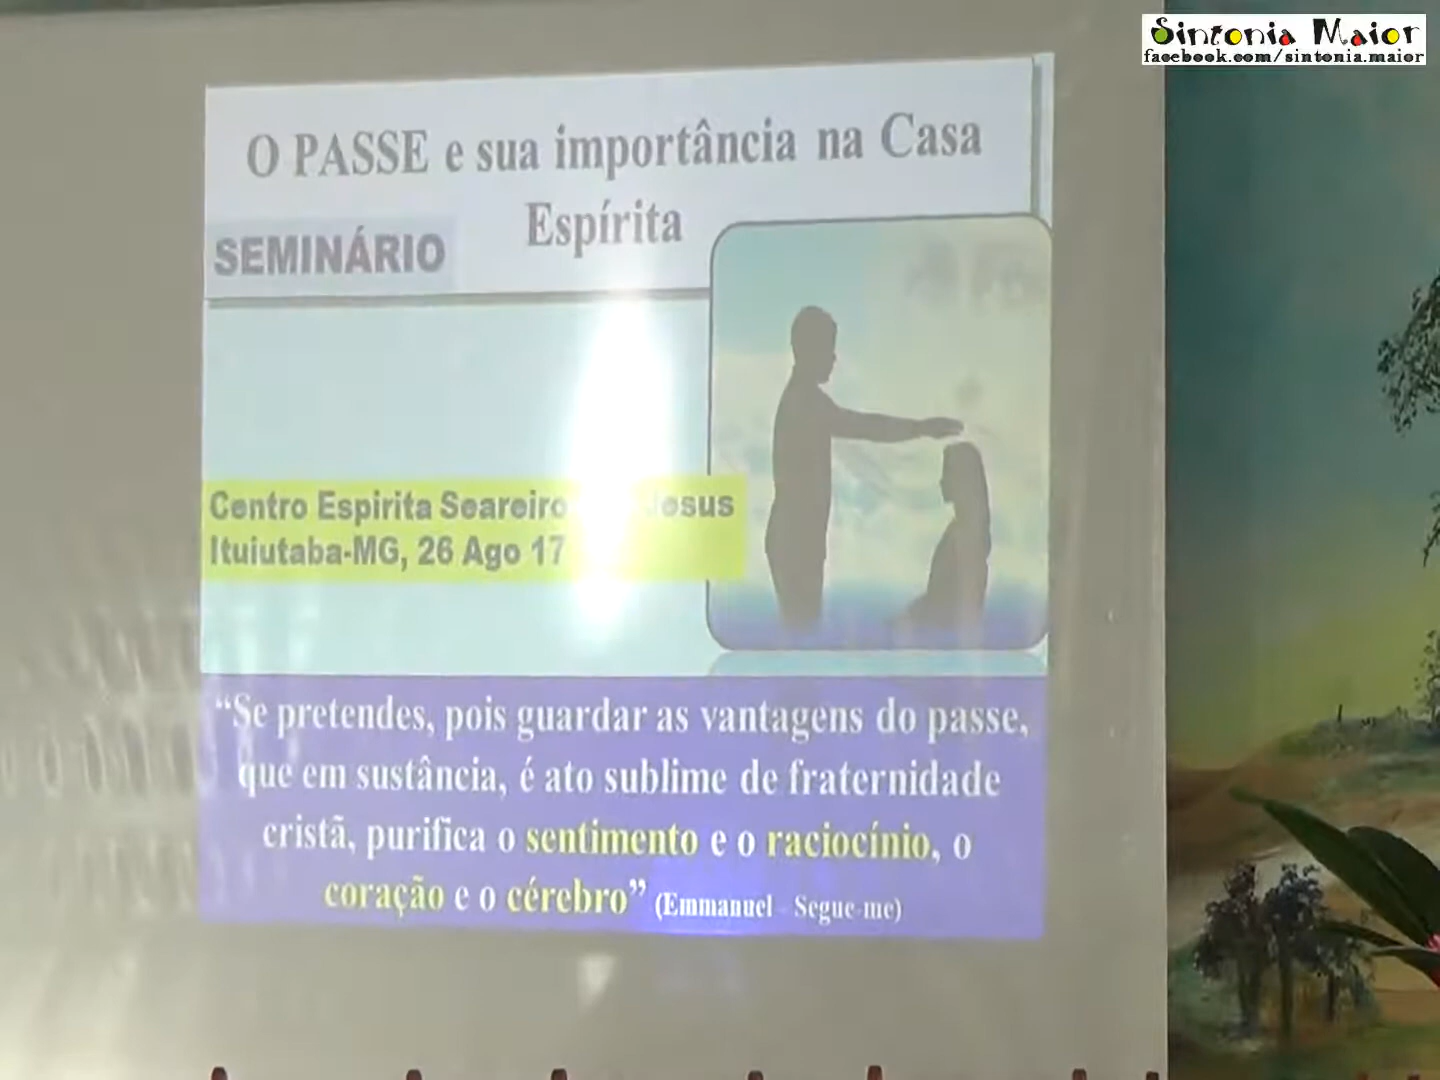 Sintonia Maior
facebook.com/sintonia.maior
O PASSE e sua importância na Casa
Espírita
SEMINÁRIO
Centro Espirita Seareiro Jesus
Ituiutaba-MG, 26 Ago 17
“Se pretendes, pois guardar as vantagens do passe,
que em sustância, é ato sublime de fraternidade
cristã, purifica o sentimento e o raciocínio, o
coração e o cérebro” (Emmanuel - Segue-me)